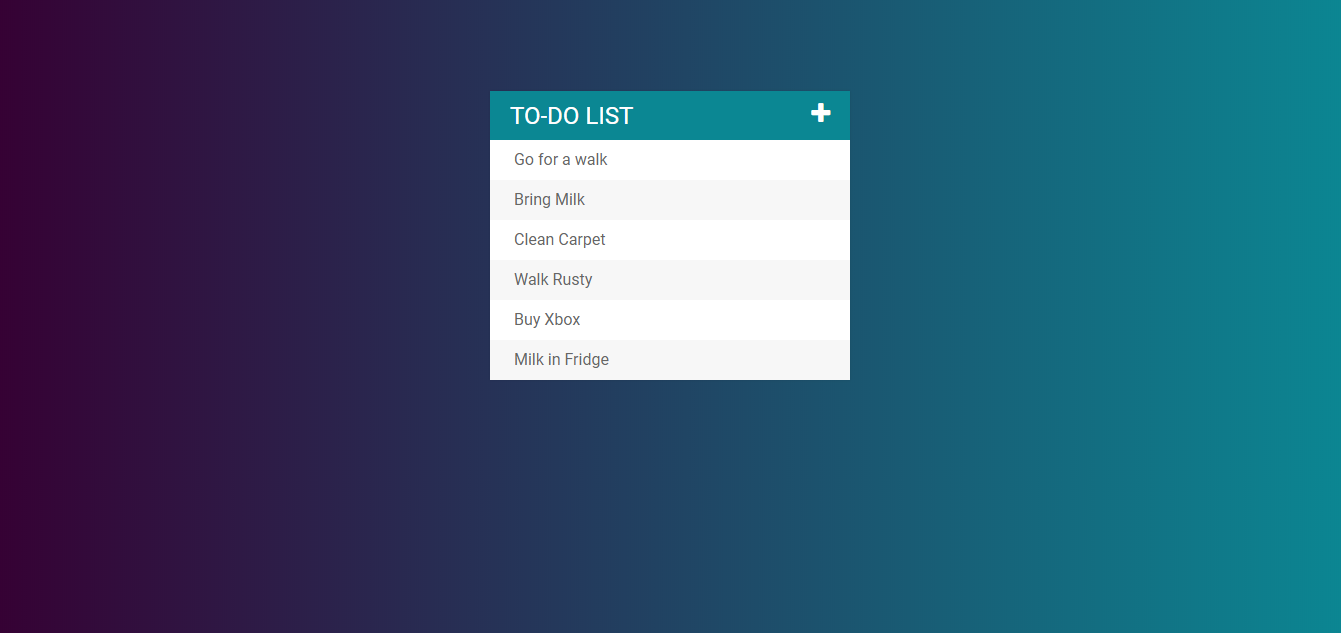 TO-DO LIST
Go for a walk
Bring Milk
Clean Carpet
Walk Rusty
Buy Xbox
Milk in Fridge